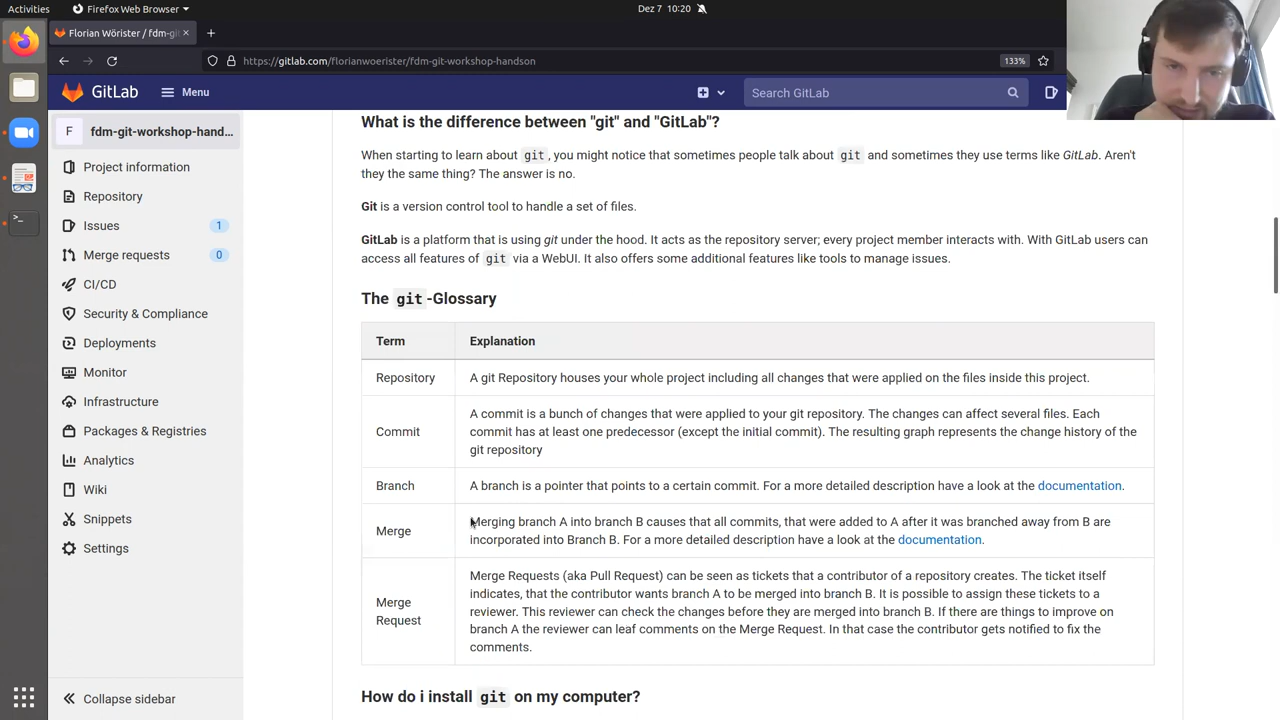 Activities
Firefox Web Browser
Dez 7 10:20
Florian Wörister / fdm-git
https://gitlab.com/florianwoerister/fdm-git-workshop-handson
133%
GitLab
Menu
Search GitLab
F
fdm-git-workshop-hand...
Project information
Repository
Issues
1
Merge requests
0
CI/CD
Security & Compliance
Deployments
Monitor
Infrastructure
Packages & Registries
Analytics
Wiki
Snippets
Settings
Collapse sidebar
What is the difference between "git" and "GitLab"?
When starting to learn about git, you might notice that sometimes people talk about git and sometimes they use terms like GitLab. Aren't
they the same thing? The answer is no.
Git is a version control tool to handle a set of files.
GitLab is a platform that is using git under the hood. It acts as the repository server; every project member interacts with. With GitLab users can
access all features of git via a WebUI. It also offers some additional features like tools to manage issues.
The git-Glossary
Term
Explanation
Repository
A git Repository houses your whole project including all changes that were applied on the files inside this project.
Commit
A commit is a bunch of changes that were applied to your git repository. The changes can affect several files. Each
commit has at least one predecessor (except the initial commit). The resulting graph represents the change history of the
git repository
Branch
A branch is a pointer that points to a certain commit. For a more detailed description have a look at the documentation.
Merge
Merging branch A into branch B causes that all commits, that were added to A after it was branched away from B are
incorporated into Branch B. For a more detailed description have a look at the documentation.
Merge
Request
Merge Requests (aka Pull Request) can be seen as tickets that a contributor of a repository creates. The ticket itself
indicates, that the contributor wants branch A to be merged into branch B. It is possible to assign these tickets to a
reviewer. This reviewer can check the changes before they are merged into branch B. If there are things to improve on
branch A the reviewer can leaf comments on the Merge Request. In that case the contributor gets notified to fix the
comments.
How do i install git on my computer?